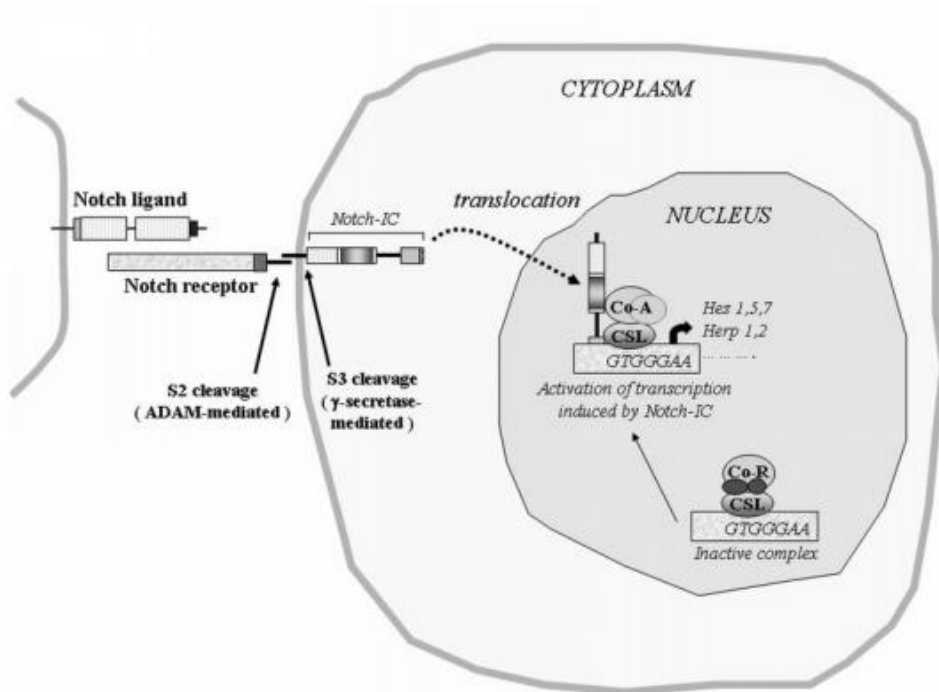 CYTOPLASM
Notch ligand
Notch-IC
translocation
NUCLEUS
Notch receptor
Co-A
CSL
Hes 1,5,7
Herp 1,2
... ... ... .
GTGGGAA
S2 cleavage
( ADAM-mediated )
S3 cleavage
( γ-secretase-
mediated )
Activation of transcription
induced by Notch-IC
Co-R
CSL
GTGGGAA
Inactive complex